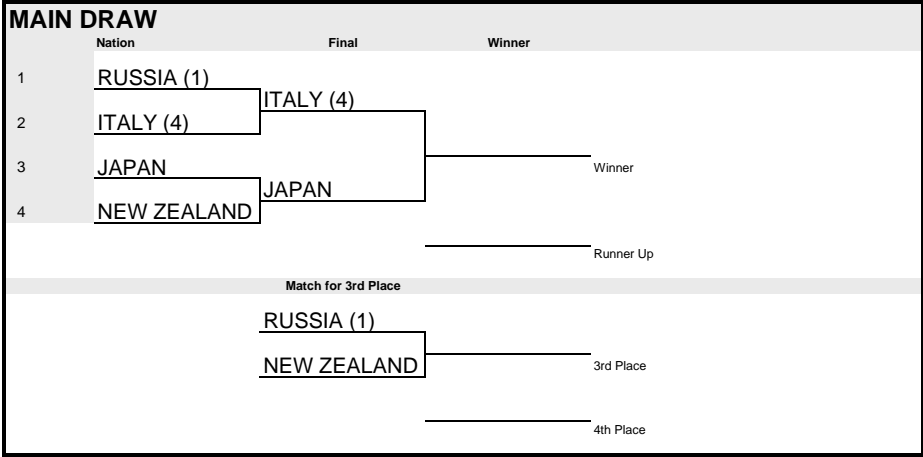 MAIN DRAW
Nation Final Winner
1 RUSSIA (1)
ITALY (4)
2 ITALY (4)
3 JAPAN
Winner
JAPAN
4 NEW ZEALAND
Runner Up
Match for 3rd Place
RUSSIA (1)
NEW ZEALAND
3rd Place
4th Place